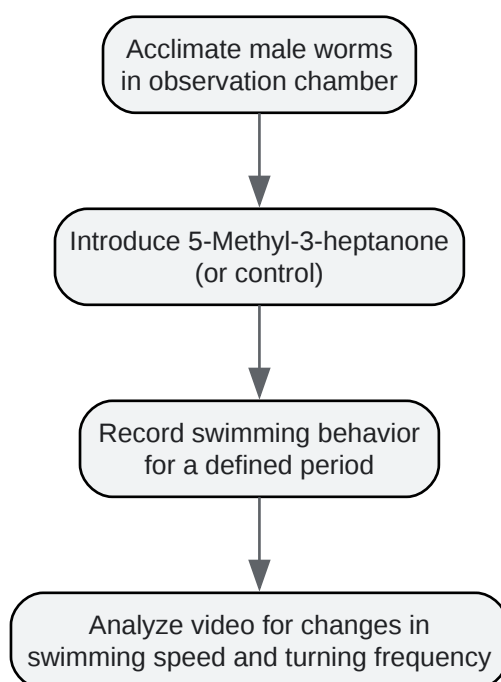 Acclimate male worms
in observation chamber
Introduce 5-Methyl-3-heptanone
(or control)
Record swimming behavior
for a defined period
Analyze video for changes in
swimming speed and turning frequency